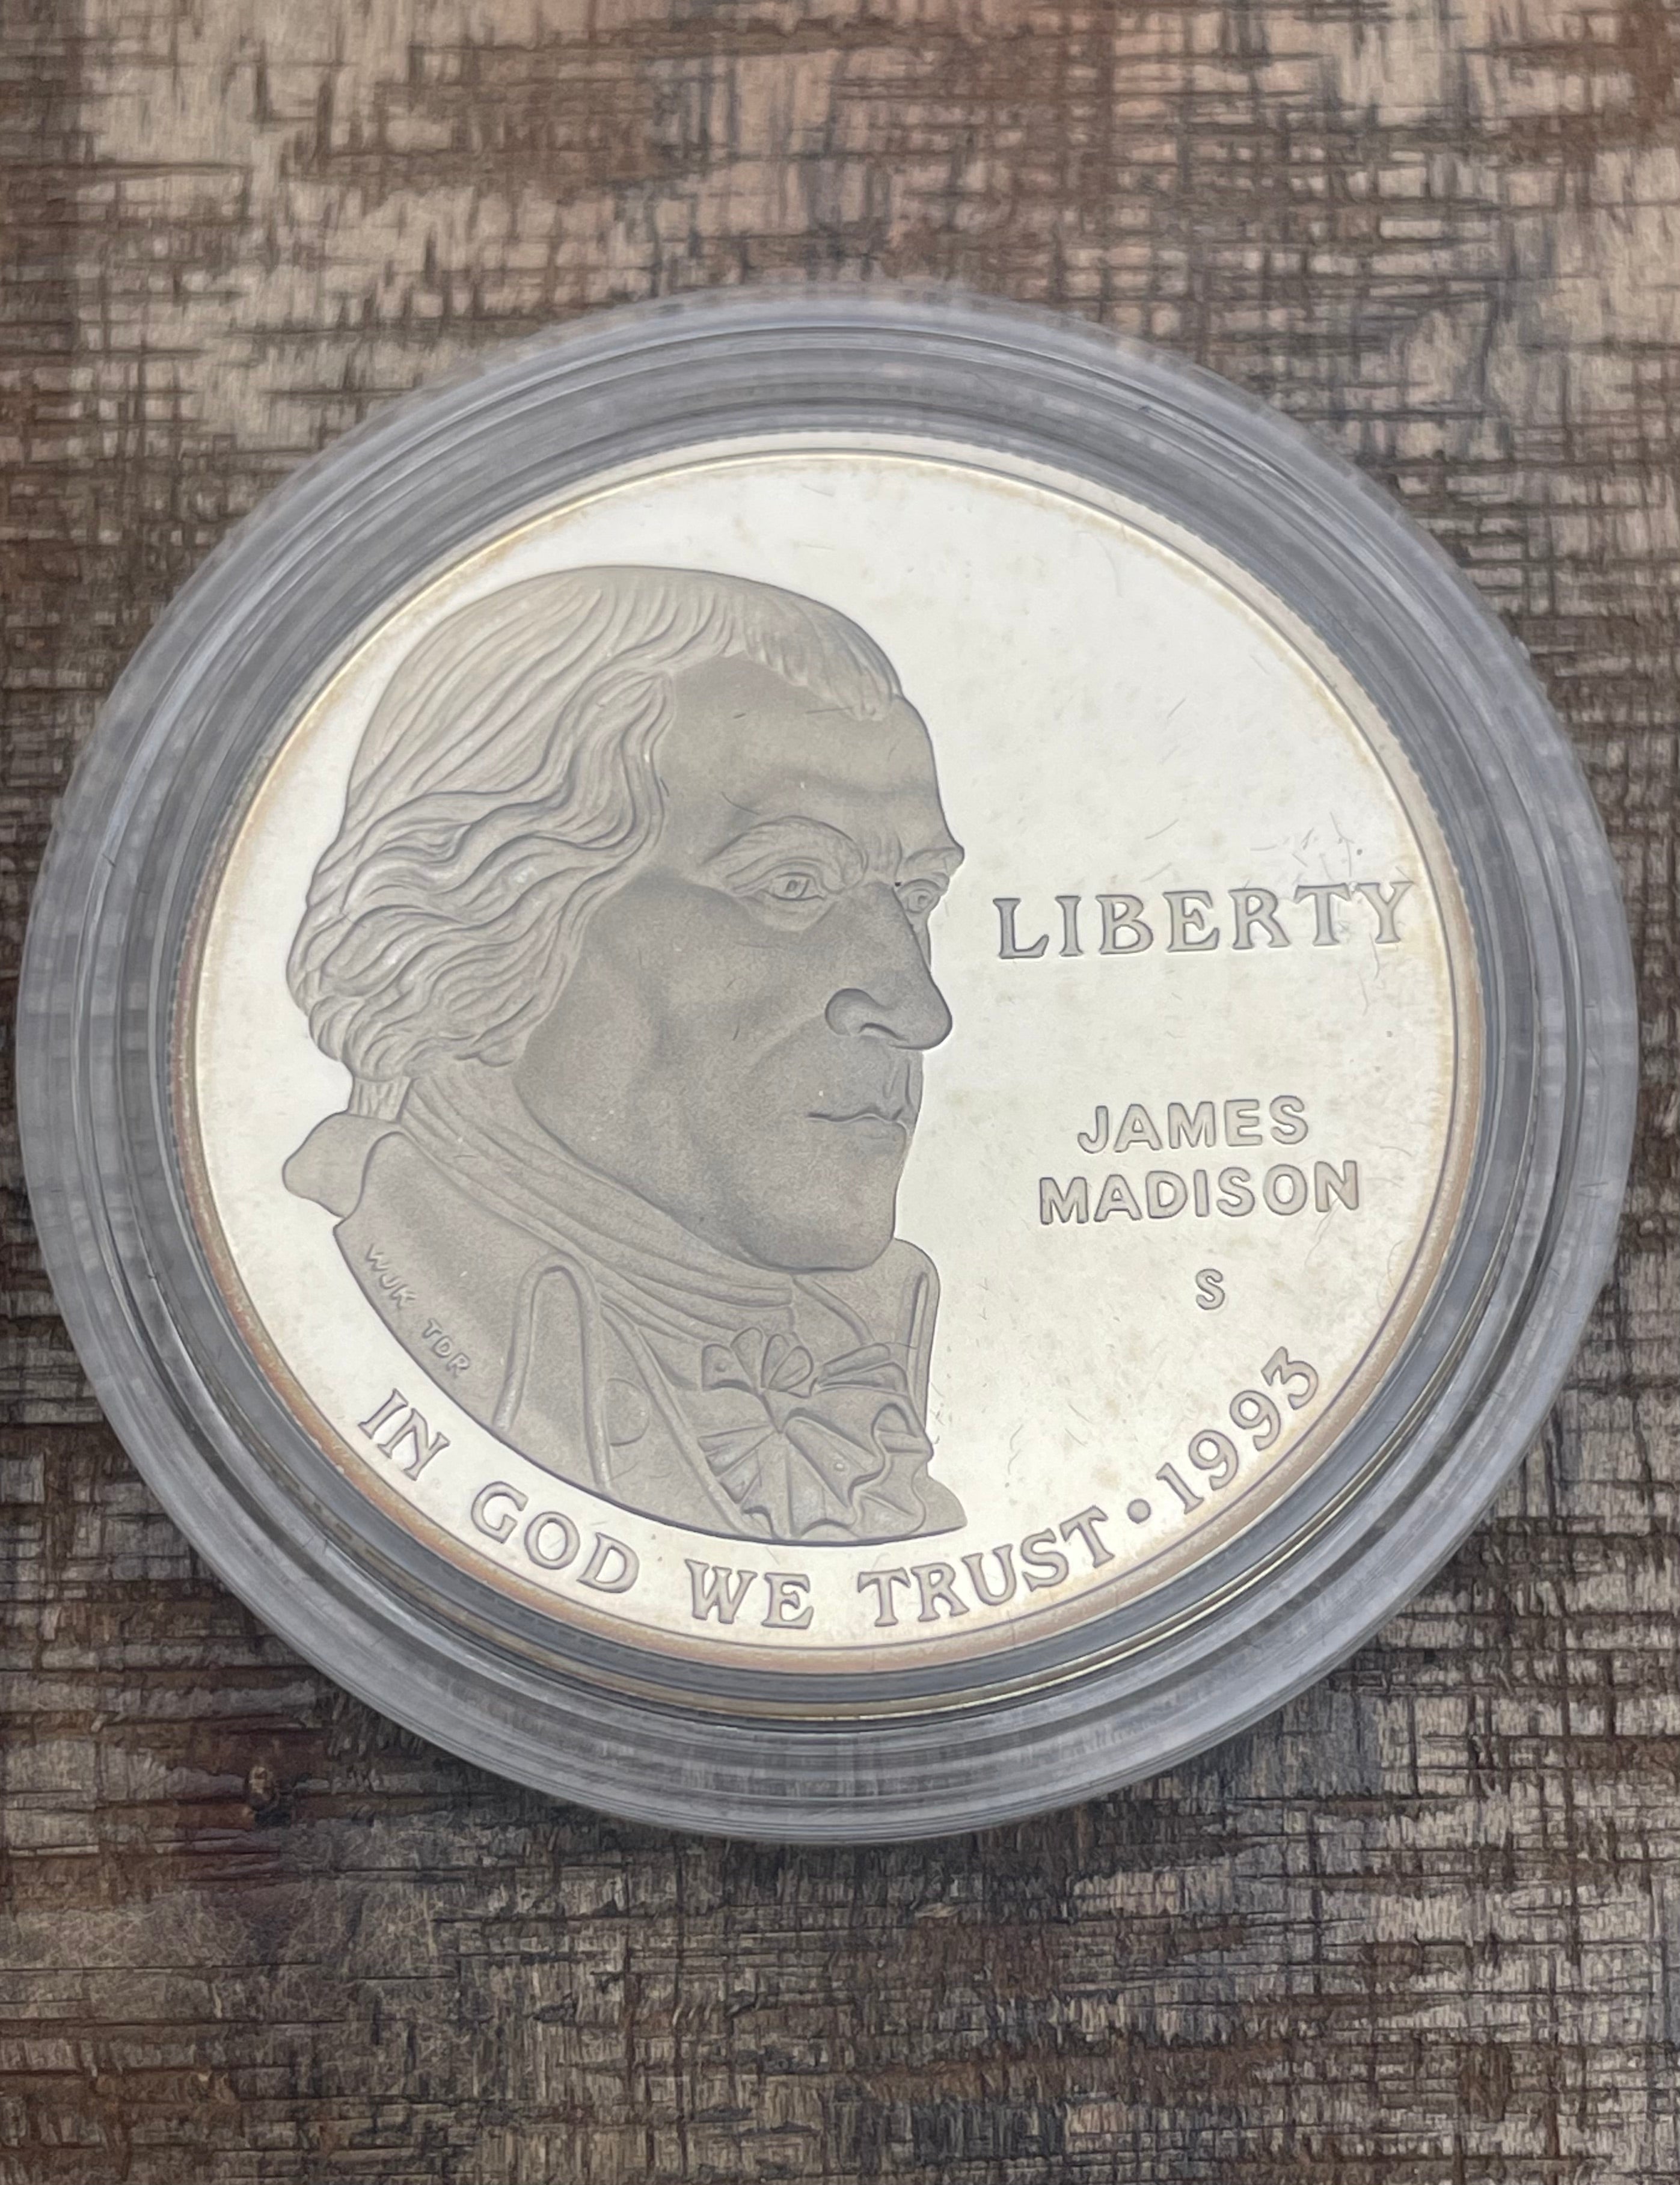 LIBERTY
JAMES
MADISON
S
WJK TDR
IN GOD WE TRUST • 1993